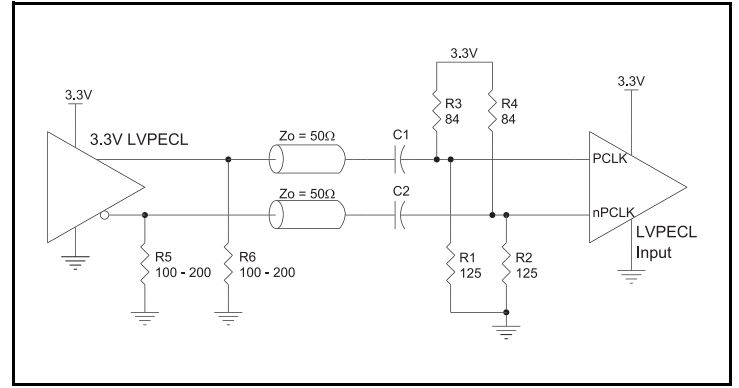 3.3V
3.3V
3.3V
3.3V LVPECL
R3
84
R4
84
Zo = 50Ω
C1
PCLK
Zo = 50Ω
C2
nPCLK
LVPECL
Input
R5
100 - 200
R6
100 - 200
R1
125
R2
125